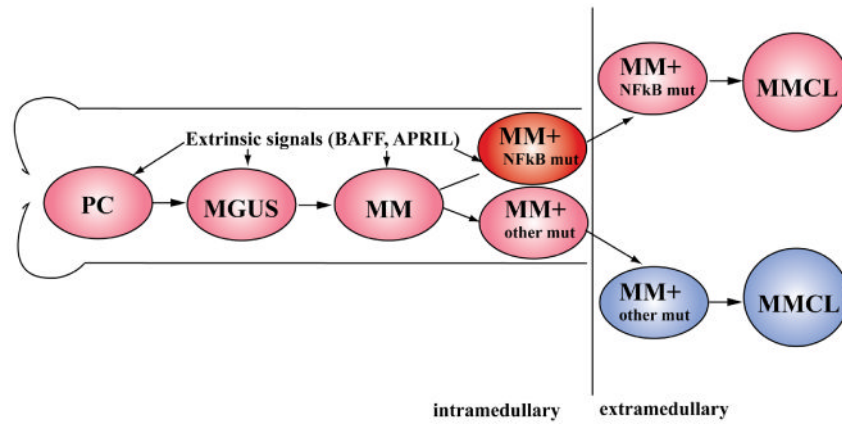 MM+
NFkB mut
MMCL
Extrinsic signals (BAFF, APRIL)
MM+
NFkB mut
PC
MGUS
MM
MM+
other mut
MM+
other mut
MMCL
intramedullary
extramedullary